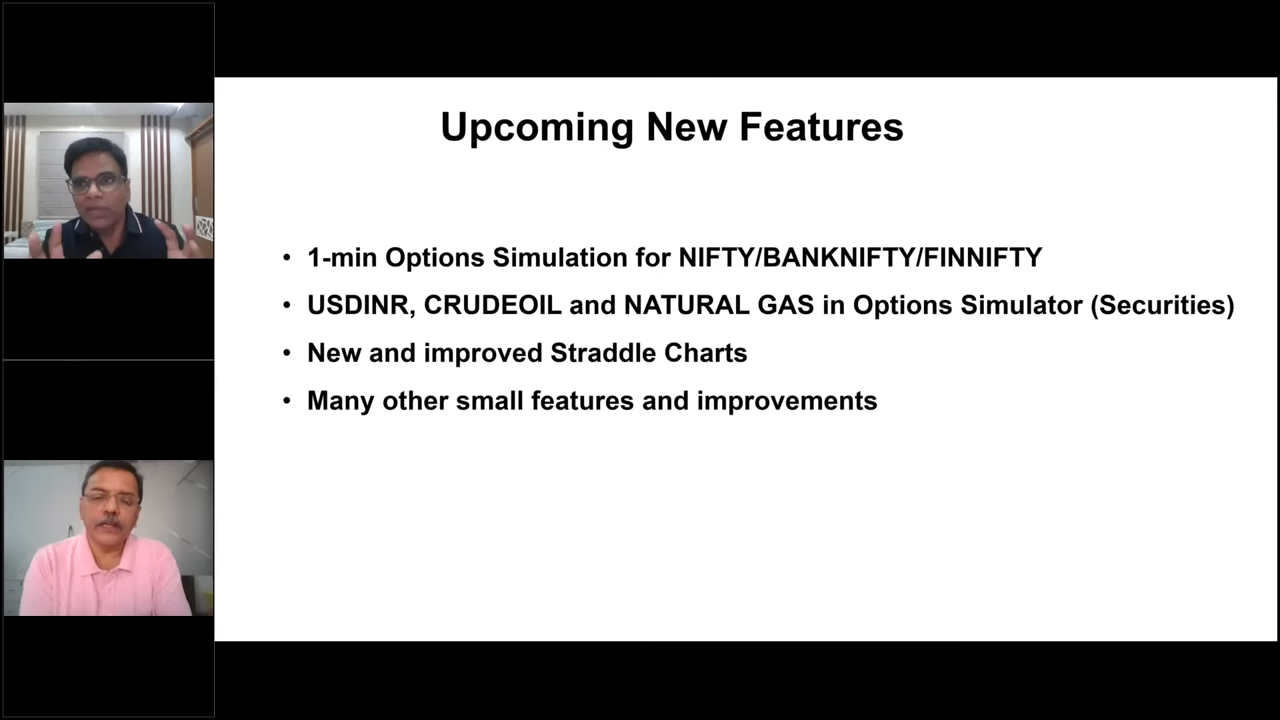 Upcoming New Features
• 1-min Options Simulation for NIFTY/BANKNIFTY/FINNIFTY
• USDINR, CRUDEOIL and NATURAL GAS in Options Simulator (Securities)
• New and improved Straddle Charts
• Many other small features and improvements